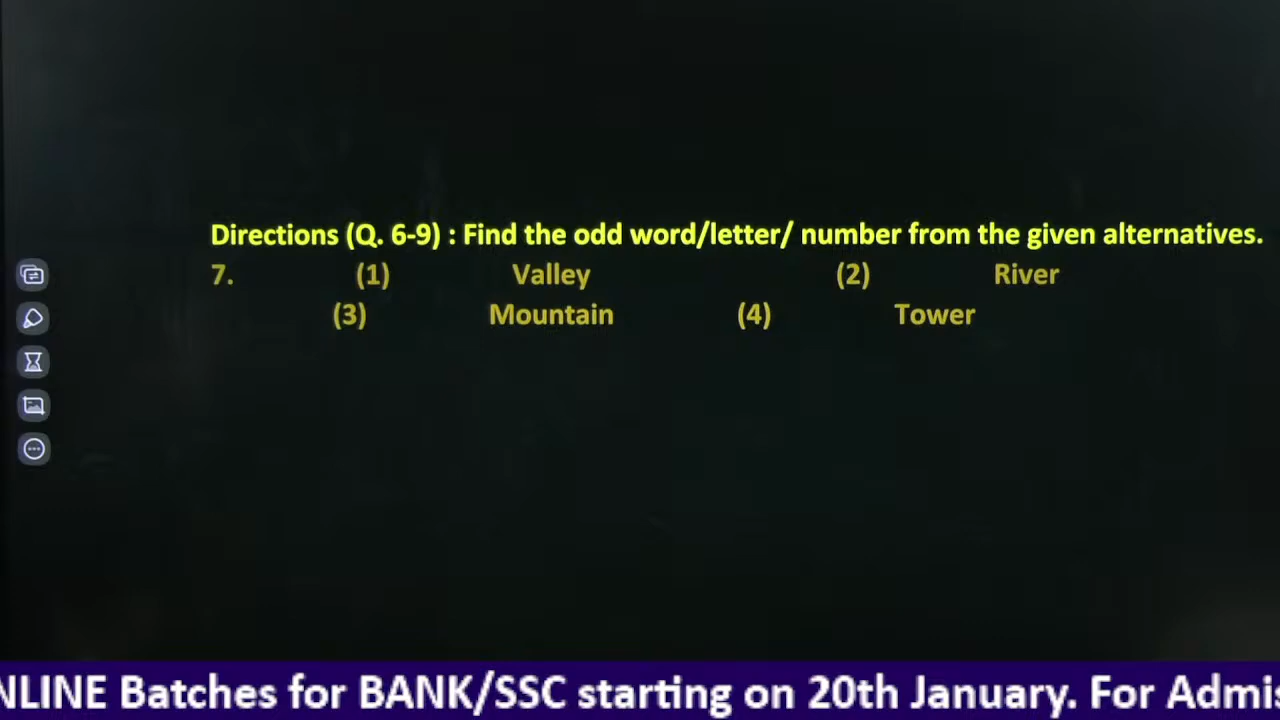 Directions (Q. 6-9) : Find the odd word/letter/ number from the given alternatives.
7. (1) Valley (2) River
(3) Mountain (4) Tower
NLINE Batches for BANK/SSC starting on 20th January. For Admis